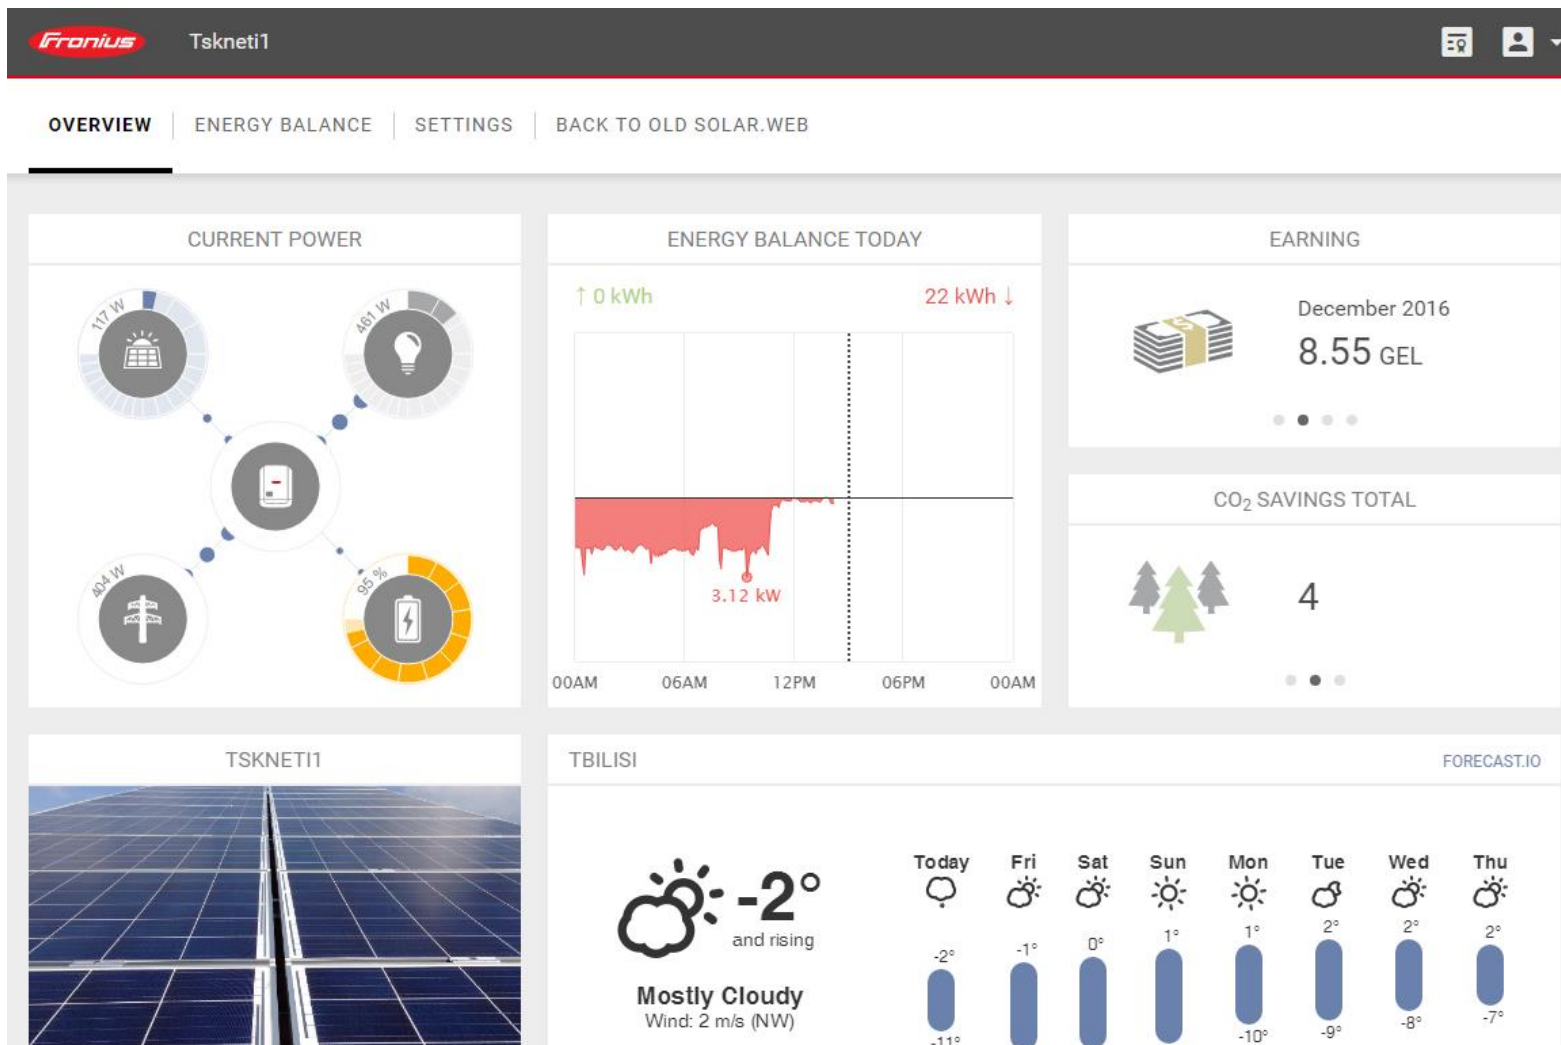 Fronius Tskneti1
OVERVIEW ENERGY BALANCE SETTINGS BACK TO OLD SOLAR.WEB
CURRENT POWER
117 W
461 W
404 W
95 %
ENERGY BALANCE TODAY
↑ 0 kWh 22 kWh ↓
3.12 kW
00AM 06AM 12PM 06PM 00AM
EARNING
December 2016
8.55 GEL
CO₂ SAVINGS TOTAL
4
TSKNETI1
TBILISI FORECAST.IO
-2°
and rising
Mostly Cloudy
Wind: 2 m/s (NW)
Today Fri Sat Sun Mon Tue Wed Thu
-2° -1° 0° 1° 1° 2° 2° 2°
-11° -10° -9° -8° -7°